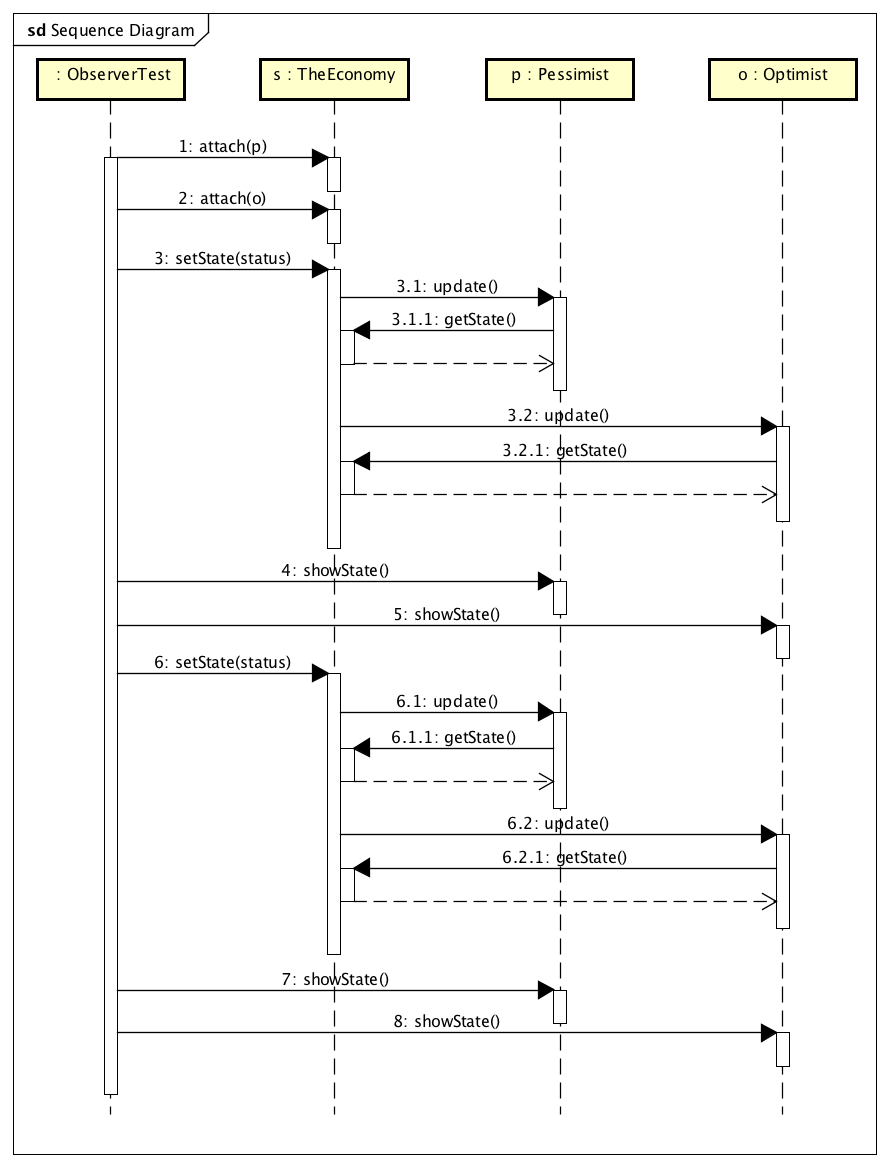 sd Sequence Diagram
: ObserverTest
s : TheEconomy
p : Pessimist
o : Optimist
1: attach(p)
2: attach(o)
3: setState(status)
3.1: update()
3.1.1: getState()
3.2: update()
3.2.1: getState()
4: showState()
5: showState()
6: setState(status)
6.1: update()
6.1.1: getState()
6.2: update()
6.2.1: getState()
7: showState()
8: showState()